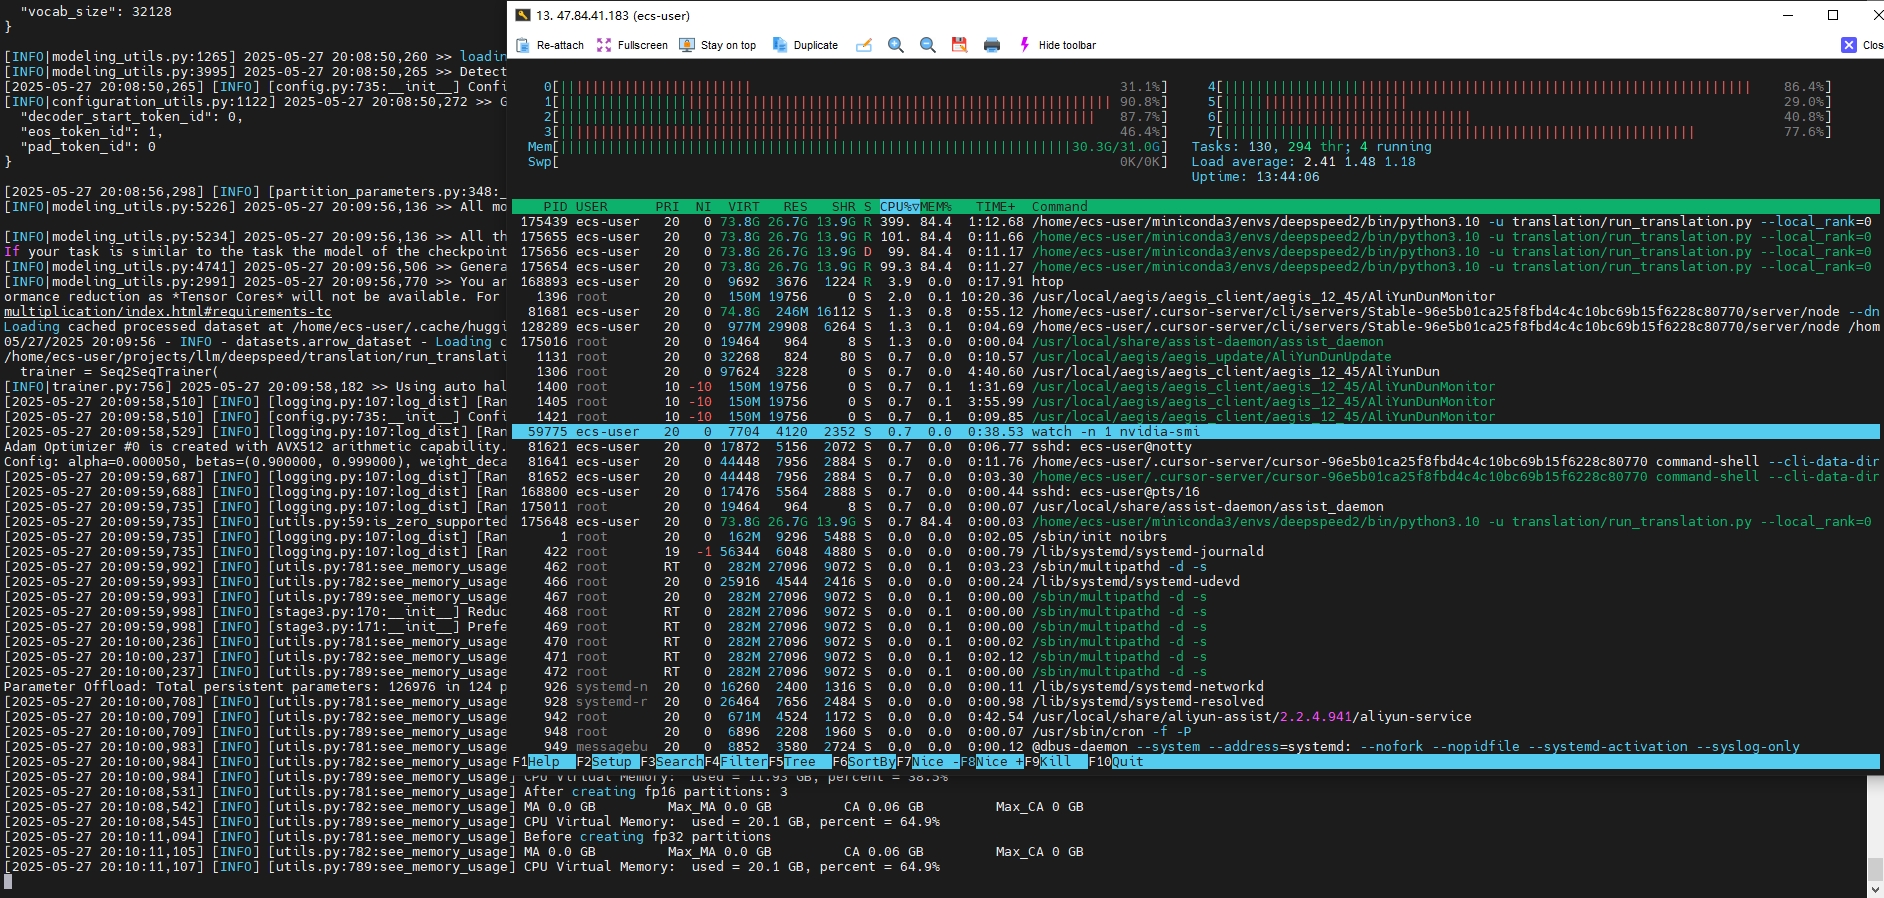 "vocab_size": 32128
}
[INFO|modeling_utils.py:1265] 2025-05-27 20:08:50,260 >> loadin
[INFO|modeling_utils.py:3995] 2025-05-27 20:08:50,265 >> Detect
[2025-05-27 20:08:50,265] [INFO] [config.py:735:__init__] Confi
[INFO|configuration_utils.py:1122] 2025-05-27 20:08:50,272 >> G
"decoder_start_token_id": 0,
"eos_token_id": 1,
"pad_token_id": 0
}
[2025-05-27 20:08:56,298] [INFO] [partition_parameters.py:348:_
[INFO|modeling_utils.py:5226] 2025-05-27 20:09:56,136 >> All mo
[INFO|modeling_utils.py:5234] 2025-05-27 20:09:56,136 >> All th
If your task is similar to the task the model of the checkpoint
[INFO|modeling_utils.py:4741] 2025-05-27 20:09:56,506 >> Genera
[INFO|modeling_utils.py:2991] 2025-05-27 20:09:56,770 >> You ar
ormance reduction as *Tensor Cores* will not be available. For
multiplication/index.html#requirements-tc
Loading cached processed dataset at /home/ecs-user/.cache/huggi
05/27/2025 20:09:56 - INFO - datasets.arrow_dataset - Loading c
/home/ecs-user/projects/llm/deepspeed/translation/run_translati
trainer = Seq2SeqTrainer(
[INFO|trainer.py:756] 2025-05-27 20:09:58,182 >> Using auto hal
[2025-05-27 20:09:58,510] [INFO] [logging.py:107:log_dist] [Ran
[2025-05-27 20:09:58,510] [INFO] [config.py:735:__init__] Confi
[2025-05-27 20:09:58,529] [INFO] [logging.py:107:log_dist] [Ran
Adam Optimizer #0 is created with AVX512 arithmetic capability.
Config: alpha=0.000050, betas=(0.900000, 0.999000), weight_deca
[2025-05-27 20:09:59,687] [INFO] [logging.py:107:log_dist] [Ran
[2025-05-27 20:09:59,688] [INFO] [logging.py:107:log_dist] [Ran
[2025-05-27 20:09:59,735] [INFO] [logging.py:107:log_dist] [Ran
[2025-05-27 20:09:59,735] [INFO] [utils.py:59:is_zero_supported
[2025-05-27 20:09:59,735] [INFO] [logging.py:107:log_dist] [Ran
[2025-05-27 20:09:59,735] [INFO] [logging.py:107:log_dist] [Ran
[2025-05-27 20:09:59,992] [INFO] [utils.py:781:see_memory_usage
[2025-05-27 20:09:59,993] [INFO] [utils.py:782:see_memory_usage
[2025-05-27 20:09:59,993] [INFO] [utils.py:789:see_memory_usage
[2025-05-27 20:09:59,998] [INFO] [stage3.py:170:__init__] Reduc
[2025-05-27 20:09:59,998] [INFO] [stage3.py:171:__init__] Prefe
[2025-05-27 20:10:00,236] [INFO] [utils.py:781:see_memory_usage
[2025-05-27 20:10:00,237] [INFO] [utils.py:782:see_memory_usage
[2025-05-27 20:10:00,237] [INFO] [utils.py:789:see_memory_usage
Parameter Offload: Total persistent parameters: 126976 in 124 p
[2025-05-27 20:10:00,708] [INFO] [utils.py:781:see_memory_usage
[2025-05-27 20:10:00,709] [INFO] [utils.py:782:see_memory_usage
[2025-05-27 20:10:00,709] [INFO] [utils.py:789:see_memory_usage
[2025-05-27 20:10:00,983] [INFO] [utils.py:781:see_memory_usage
[2025-05-27 20:10:00,984] [INFO] [utils.py:782:see_memory_usage
[2025-05-27 20:10:00,984] [INFO] [utils.py:789:see_memory_usage] CPU Virtual Memory: used = 11.93 GB, percent = 38.5%
[2025-05-27 20:10:08,531] [INFO] [utils.py:781:see_memory_usage] After creating fp16 partitions: 3
[2025-05-27 20:10:08,542] [INFO] [utils.py:782:see_memory_usage] MA 0.0 GB Max_MA 0.0 GB CA 0.06 GB Max_CA 0 GB
[2025-05-27 20:10:08,545] [INFO] [utils.py:789:see_memory_usage] CPU Virtual Memory: used = 20.1 GB, percent = 64.9%
[2025-05-27 20:10:11,094] [INFO] [utils.py:781:see_memory_usage] Before creating fp32 partitions
[2025-05-27 20:10:11,105] [INFO] [utils.py:782:see_memory_usage] MA 0.0 GB Max_MA 0.0 GB CA 0.06 GB Max_CA 0 GB
[2025-05-27 20:10:11,107] [INFO] [utils.py:789:see_memory_usage] CPU Virtual Memory: used = 20.1 GB, percent = 64.9%
13. 47.84.41.183 (ecs-user)
Re-attach Fullscreen Stay on top Duplicate Hide toolbar Clos
0[ 31.1%] 4[ 86.4%]
1[ 90.8%] 5[ 29.0%]
2[ 87.7%] 6[ 40.8%]
3[ 46.4%] 7[ 77.6%]
Mem[ 30.3G/31.0G] Tasks: 130, 294 thr; 4 running
Swp[ 0K/0K] Load average: 2.41 1.48 1.18
Uptime: 13:44:06
PID USER PRI NI VIRT RES SHR S CPU%▽MEM% TIME+ Command
175439 ecs-user 20 0 73.8G 26.7G 13.9G R 399. 84.4 1:12.68 /home/ecs-user/miniconda3/envs/deepspeed2/bin/python3.10 -u translation/run_translation.py --local_rank=0
175655 ecs-user 20 0 73.8G 26.7G 13.9G R 101. 84.4 0:11.66 /home/ecs-user/miniconda3/envs/deepspeed2/bin/python3.10 -u translation/run_translation.py --local_rank=0
175656 ecs-user 20 0 73.8G 26.7G 13.9G D 99. 84.4 0:11.17 /home/ecs-user/miniconda3/envs/deepspeed2/bin/python3.10 -u translation/run_translation.py --local_rank=0
175654 ecs-user 20 0 73.8G 26.7G 13.9G R 99.3 84.4 0:11.27 /home/ecs-user/miniconda3/envs/deepspeed2/bin/python3.10 -u translation/run_translation.py --local_rank=0
168893 ecs-user 20 0 9692 3676 1224 R 3.9 0.0 0:17.91 htop
1396 root 20 0 150M 19756 0 S 2.0 0.1 10:20.36 /usr/local/aegis/aegis_client/aegis_12_45/AliYunDunMonitor
81681 ecs-user 20 0 74.8G 246M 16112 S 1.3 0.8 0:55.12 /home/ecs-user/.cursor-server/cli/servers/Stable-96e5b01ca25f8fbd4c4c10bc69b15f6228c80770/server/node --dn
128289 ecs-user 20 0 977M 29908 6264 S 1.3 0.1 0:04.69 /home/ecs-user/.cursor-server/cli/servers/Stable-96e5b01ca25f8fbd4c4c10bc69b15f6228c80770/server/node /hom
175016 root 20 0 19464 964 8 S 1.3 0.0 0:00.04 /usr/local/share/assist-daemon/assist_daemon
1131 root 20 0 32268 824 80 S 0.7 0.0 0:10.57 /usr/local/aegis/aegis_update/AliYunDunUpdate
1306 root 20 0 97624 3228 0 S 0.7 0.0 4:40.60 /usr/local/aegis/aegis_client/aegis_12_45/AliYunDun
1400 root 10 -10 150M 19756 0 S 0.7 0.1 1:31.69 /usr/local/aegis/aegis_client/aegis_12_45/AliYunDunMonitor
1405 root 10 -10 150M 19756 0 S 0.7 0.1 3:55.99 /usr/local/aegis/aegis_client/aegis_12_45/AliYunDunMonitor
1421 root 10 -10 150M 19756 0 S 0.7 0.1 0:09.85 /usr/local/aegis/aegis_client/aegis_12_45/AliYunDunMonitor
59775 ecs-user 20 0 7704 4120 2352 S 0.7 0.0 0:38.53 watch -n 1 nvidia-smi
81621 ecs-user 20 0 17872 5156 2072 S 0.7 0.0 0:06.77 sshd: ecs-user@notty
81641 ecs-user 20 0 44448 7956 2884 S 0.7 0.0 0:11.76 /home/ecs-user/.cursor-server/cursor-96e5b01ca25f8fbd4c4c10bc69b15f6228c80770 command-shell --cli-data-dir
81652 ecs-user 20 0 44448 7956 2884 S 0.7 0.0 0:03.30 /home/ecs-user/.cursor-server/cursor-96e5b01ca25f8fbd4c4c10bc69b15f6228c80770 command-shell --cli-data-dir
168800 ecs-user 20 0 17476 5564 2888 S 0.7 0.0 0:00.44 sshd: ecs-user@pts/16
175011 root 20 0 19464 964 8 S 0.7 0.0 0:00.07 /usr/local/share/assist-daemon/assist_daemon
175648 ecs-user 20 0 73.8G 26.7G 13.9G S 0.7 84.4 0:00.03 /home/ecs-user/miniconda3/envs/deepspeed2/bin/python3.10 -u translation/run_translation.py --local_rank=0
1 root 20 0 162M 9296 5488 S 0.0 0.0 0:02.05 /sbin/init noibrs
422 root 19 -1 56344 6048 4880 S 0.0 0.0 0:00.79 /lib/systemd/systemd-journald
462 root RT 0 282M 27096 9072 S 0.0 0.1 0:03.23 /sbin/multipathd -d -s
466 root 20 0 25916 4544 2416 S 0.0 0.0 0:00.24 /lib/systemd/systemd-udevd
467 root 20 0 282M 27096 9072 S 0.0 0.1 0:00.00 /sbin/multipathd -d -s
468 root RT 0 282M 27096 9072 S 0.0 0.1 0:00.00 /sbin/multipathd -d -s
469 root RT 0 282M 27096 9072 S 0.0 0.1 0:00.00 /sbin/multipathd -d -s
470 root RT 0 282M 27096 9072 S 0.0 0.1 0:00.02 /sbin/multipathd -d -s
471 root RT 0 282M 27096 9072 S 0.0 0.1 0:02.12 /sbin/multipathd -d -s
472 root RT 0 282M 27096 9072 S 0.0 0.1 0:00.00 /sbin/multipathd -d -s
926 systemd-n 20 0 16260 2400 1316 S 0.0 0.0 0:00.11 /lib/systemd/systemd-networkd
928 systemd-r 20 0 26464 7656 2484 S 0.0 0.0 0:00.98 /lib/systemd/systemd-resolved
942 root 20 0 671M 4524 1172 S 0.0 0.0 0:42.54 /usr/local/share/aliyun-assist/2.2.4.941/aliyun-service
948 root 20 0 6896 2208 1960 S 0.0 0.0 0:00.07 /usr/sbin/cron -f -P
949 messagebu 20 0 8852 3580 2724 S 0.0 0.0 0:00.12 @dbus-daemon --system --address=systemd: --nofork --nopidfile --systemd-activation --syslog-only
F1Help F2Setup F3SearchF4FilterF5Tree F6SortByF7Nice -F8Nice +F9Kill F10Quit